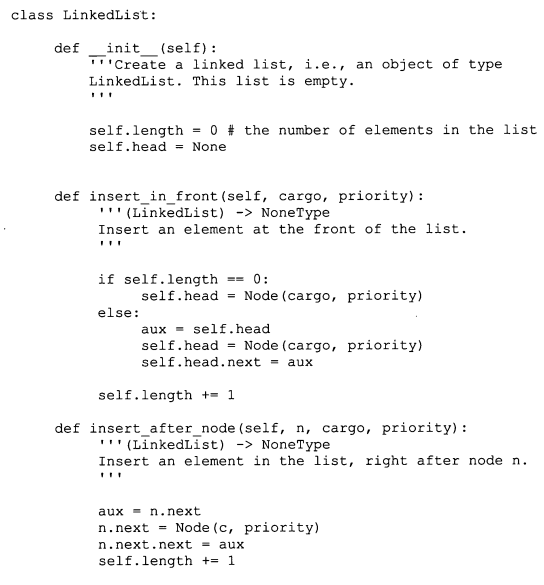 class LinkedList:
def __init__(self):
'''Create a linked list, i.e., an object of type
LinkedList. This list is empty.
'''
self.length = 0 # the number of elements in the list
self.head = None
def insert_in_front(self, cargo, priority):
'''(LinkedList) -> NoneType
Insert an element at the front of the list.
'''
if self.length == 0:
self.head = Node(cargo, priority)
else:
aux = self.head
self.head = Node(cargo, priority)
self.head.next = aux
self.length += 1
def insert_after_node(self, n, cargo, priority):
'''(LinkedList) -> NoneType
Insert an element in the list, right after node n.
'''
aux = n.next
n.next = Node(c, priority)
n.next.next = aux
self.length += 1